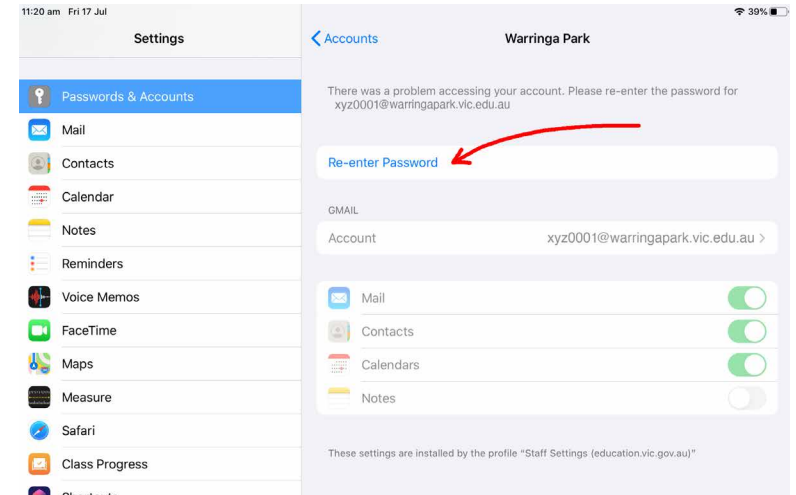 11:20 am Fri 17 Jul
39%
Settings
Accounts
Warringa Park
There was a problem accessing your account. Please re-enter the password for
xyz0001@warringapark.vic.edu.au
Passwords & Accounts
Mail
Contacts
Calendar
Notes
Reminders
Voice Memos
FaceTime
Maps
Measure
Safari
Class Progress
Re-enter Password
GMAIL
Account xyz0001@warringapark.vic.edu.au
Mail
Contacts
Calendars
Notes
These settings are installed by the profile “Staff Settings (education.vic.gov.au)”